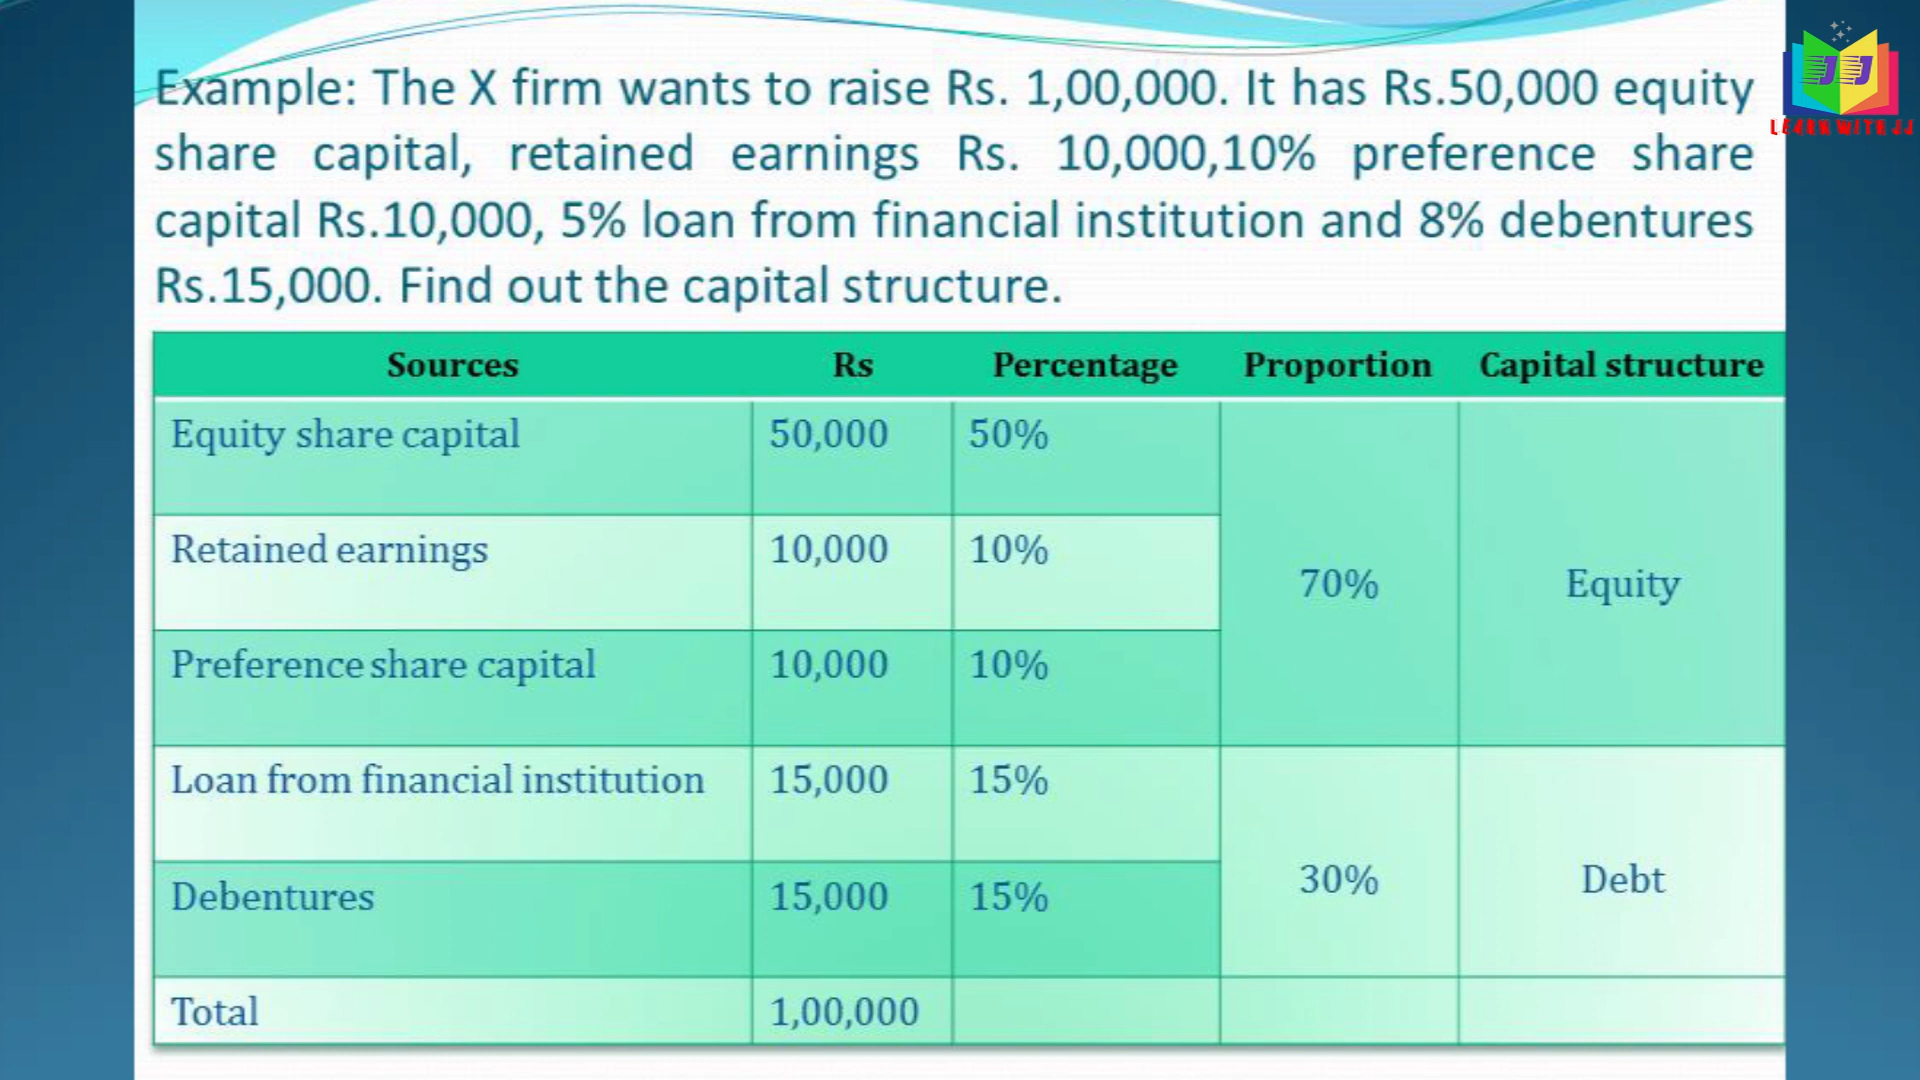 Example: The X firm wants to raise Rs. 1,00,000. It has Rs.50,000 equity
share capital, retained earnings Rs. 10,000,10% preference share
capital Rs.10,000, 5% loan from financial institution and 8% debentures
Rs.15,000. Find out the capital structure.
JJ
LEARN WITH JJ
Sources Rs Percentage Proportion Capital structure
Equity share capital 50,000 50%
Retained earnings 10,000 10%
70% Equity
Preference share capital 10,000 10%
Loan from financial institution 15,000 15%
30% Debt
Debentures 15,000 15%
Total 1,00,000